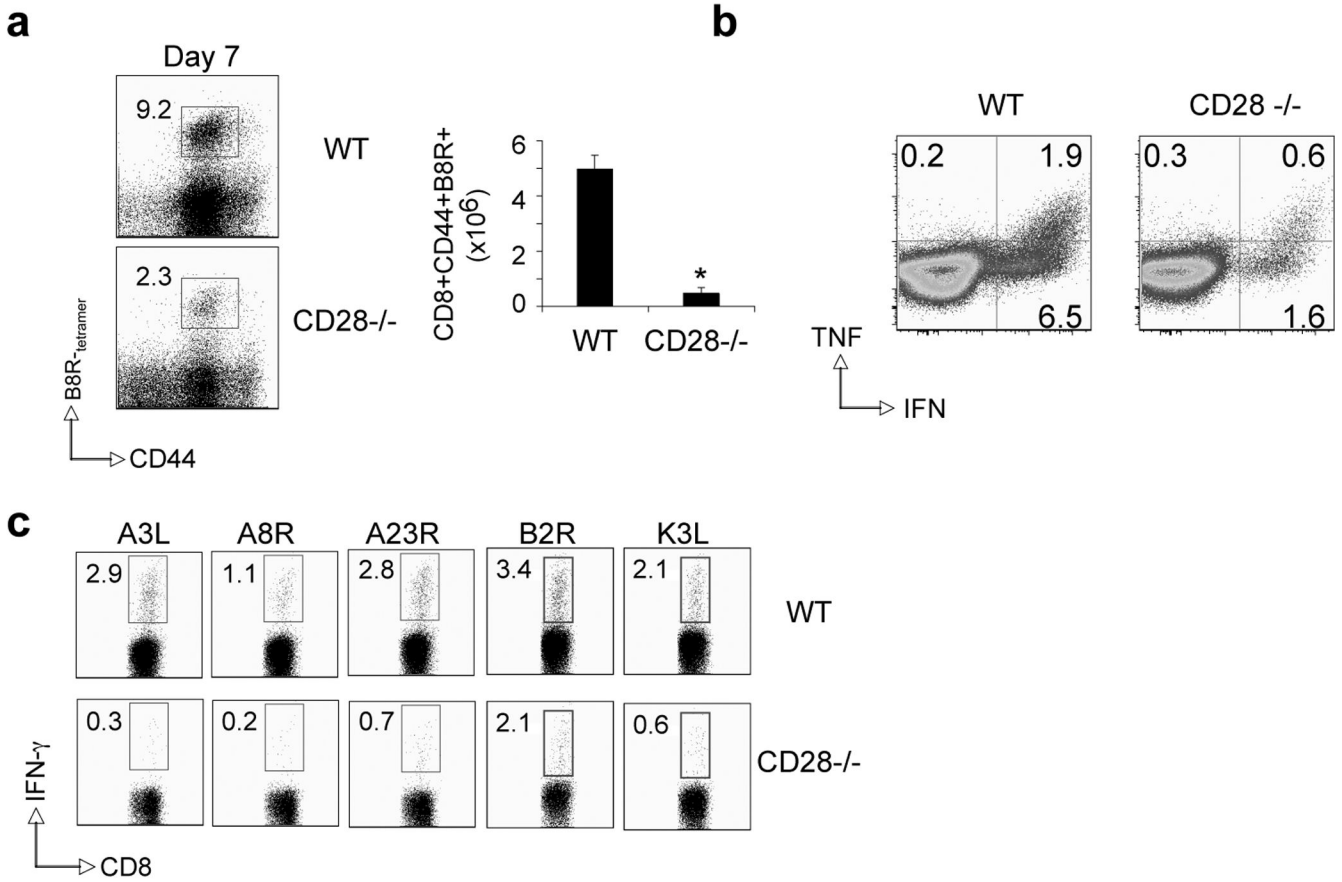 a
Day 7
9.2
WT
2.3
CD28-/-
B8R-tetramer
CD44
CD8+CD44+B8R+
(x10⁶)
6
4
2
0
*
WT CD28-/-
b
WT CD28 -/-
0.2 1.9
6.5
0.3 0.6
1.6
TNF
IFN
c
A3L A8R A23R B2R K3L
2.9 1.1 2.8 3.4 2.1
WT
0.3 0.2 0.7 2.1 0.6
CD28-/-
IFN-γ
CD8